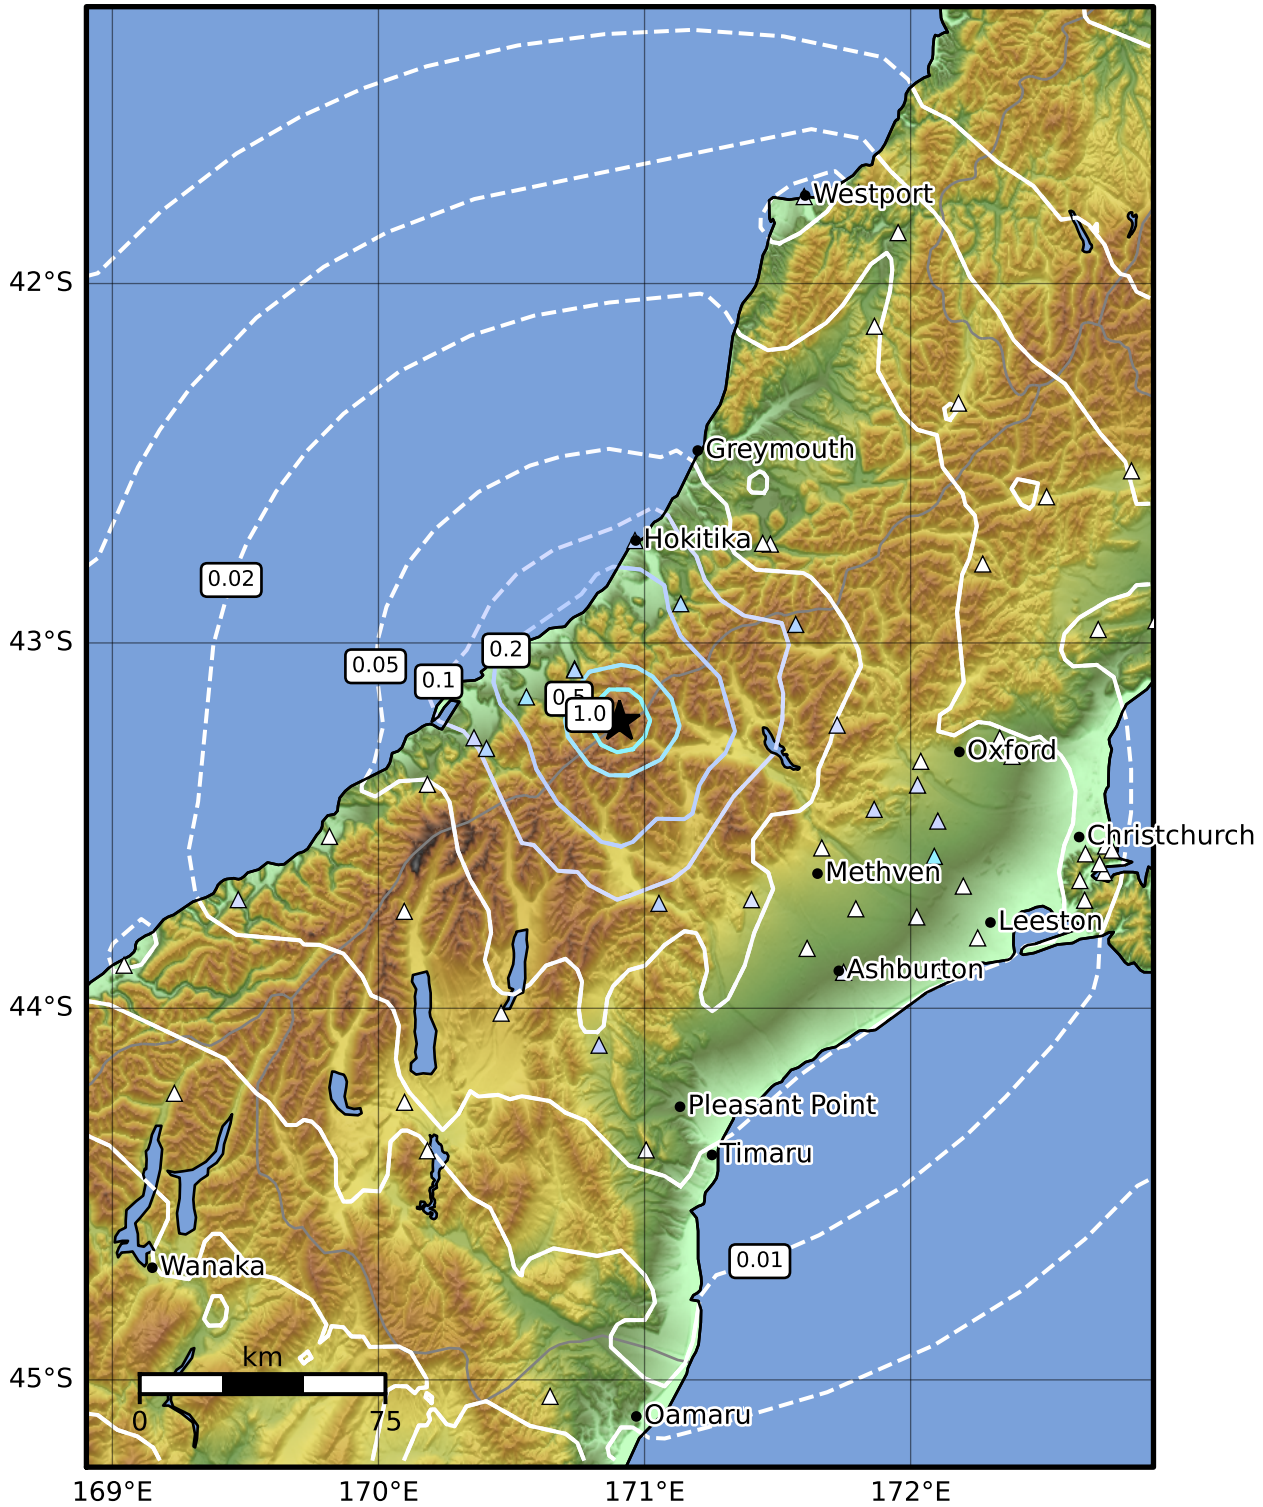 Westport
42°S
Greymouth
Hokitika
0.02
43°S
0.2
0.05
0.1
0.5
1.0
Oxford
Christchurch
Methven
Leeston
Ashburton
44°S
Pleasant Point
Timaru
0.01
Wanaka
km
45°S
0 75
Oamaru
169°E 170°E 171°E 172°E